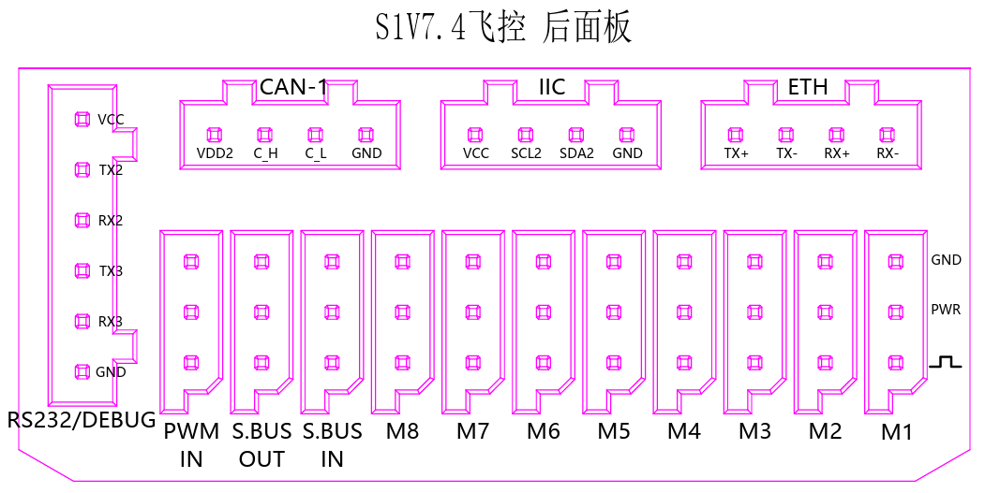 S1V7.4飞控 后面板
CAN-1
IIC
ETH
VCC
TX2
RX2
TX3
RX3
GND
RS232/DEBUG
VDD2 C_H C_L GND
VCC SCL2 SDA2 GND
TX+ TX- RX+ RX-
GND
PWR
PWM
IN
S.BUS
OUT
S.BUS
IN
M8
M7
M6
M5
M4
M3
M2
M1